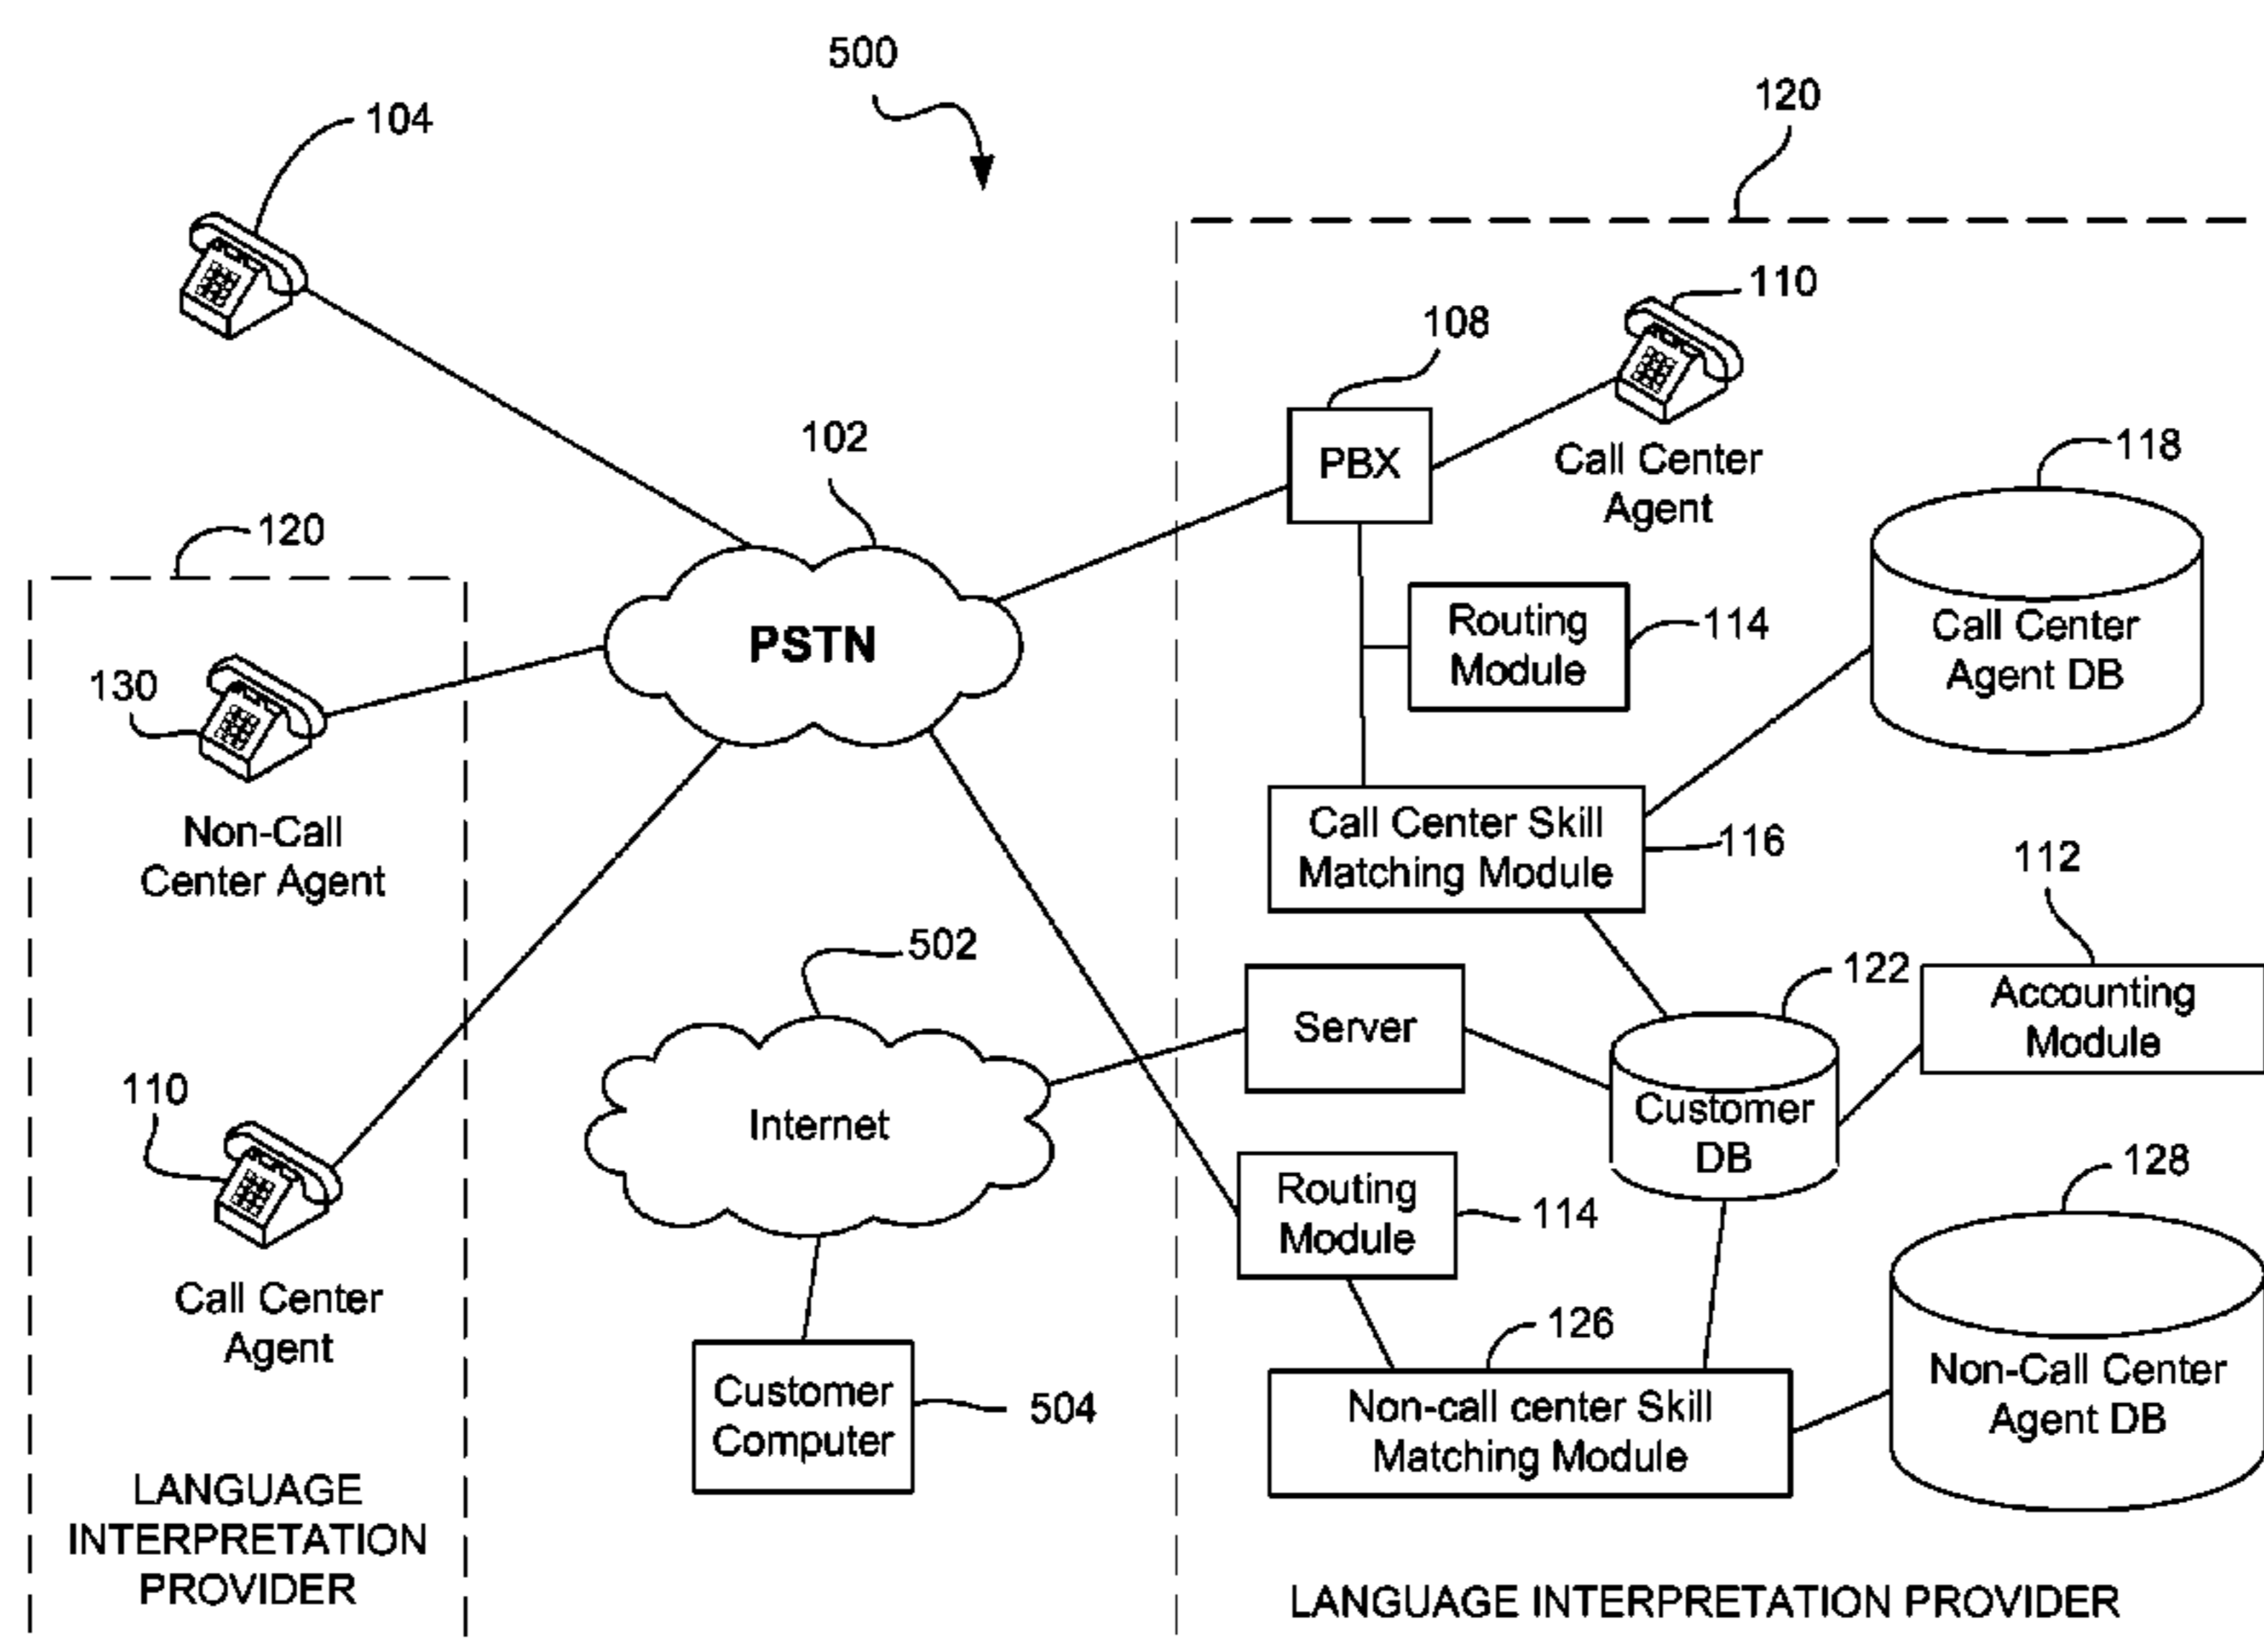 500
104
120
110
108
102
118
PBX
Call Center
Agent
120
PSTN
Routing
Module
114
Call Center
Agent DB
130
Non-Call
Center Agent
Call Center Skill
Matching Module
116
112
502
122
Accounting
Module
Server
110
Internet
Customer
DB
128
Routing
Module
114
Call Center
Agent
126
Customer
Computer
504
Non-call center Skill
Matching Module
Non-Call Center
Agent DB
LANGUAGE
INTERPRETATION
PROVIDER
LANGUAGE INTERPRETATION PROVIDER